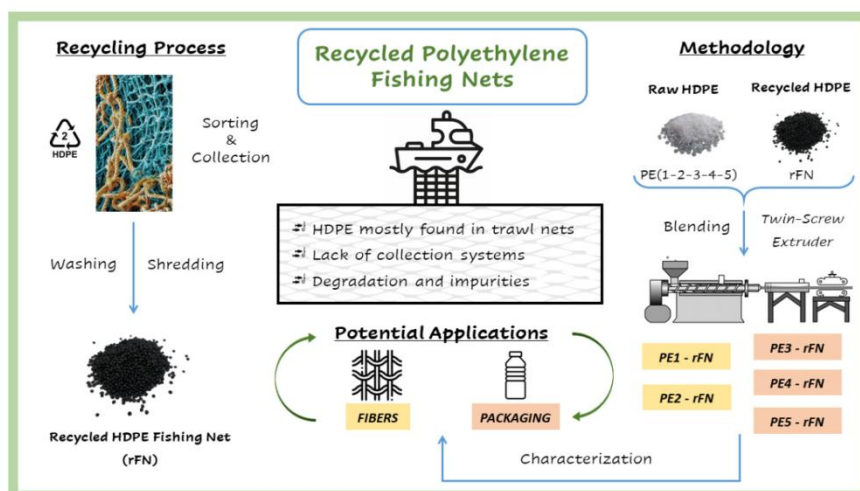 Recycling Process
2
HDPE
Sorting
&
Collection
Washing
Shredding
Recycled HDPE Fishing Net
(rFN)
Recycled Polyethylene
Fishing Nets
HDPE mostly found in trawl nets
Lack of collection systems
Degradation and impurities
Potential Applications
FIBERS
PACKAGING
Methodology
Raw HDPE
Recycled HDPE
PE(1-2-3-4-5)
rFN
Blending
Twin-Screw
Extruder
PE1 - rFN
PE2 - rFN
PE3 - rFN
PE4 - rFN
PE5 - rFN
Characterization